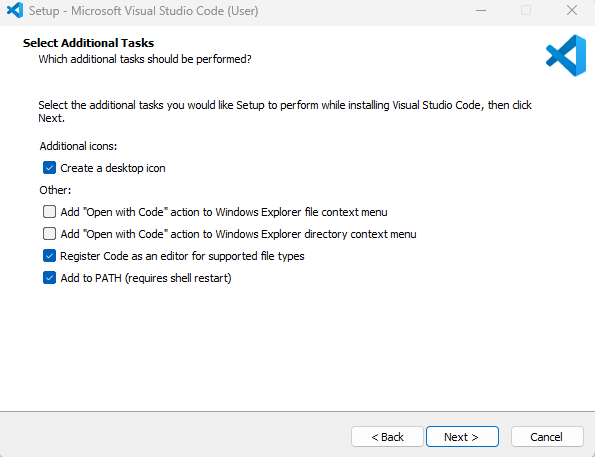 Setup - Microsoft Visual Studio Code (User)
Select Additional Tasks
Which additional tasks should be performed?
Select the additional tasks you would like Setup to perform while installing Visual Studio Code, then click
Next.
Additional icons:
Create a desktop icon
Other:
Add "Open with Code" action to Windows Explorer file context menu
Add "Open with Code" action to Windows Explorer directory context menu
Register Code as an editor for supported file types
Add to PATH (requires shell restart)
< Back
Next >
Cancel